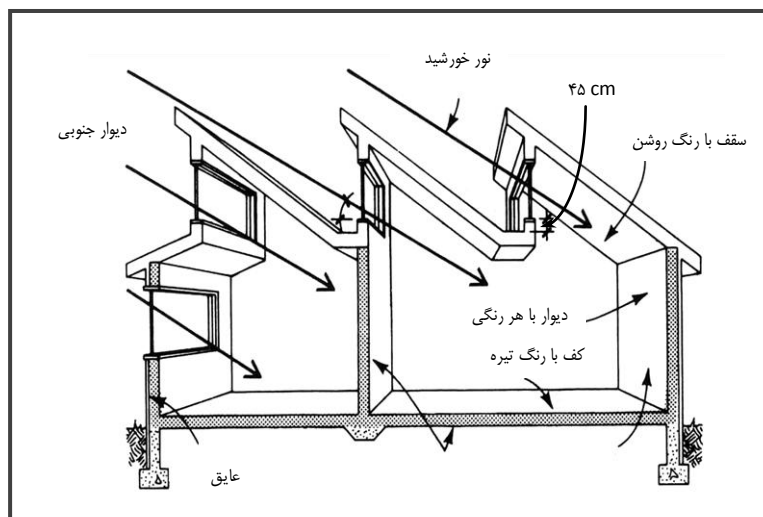 نور خورشید
۴۵ cm
دیوار جنوبی
سقف با رنگ روشن
دیوار با هر رنگی
کف با رنگ تیره
عایق